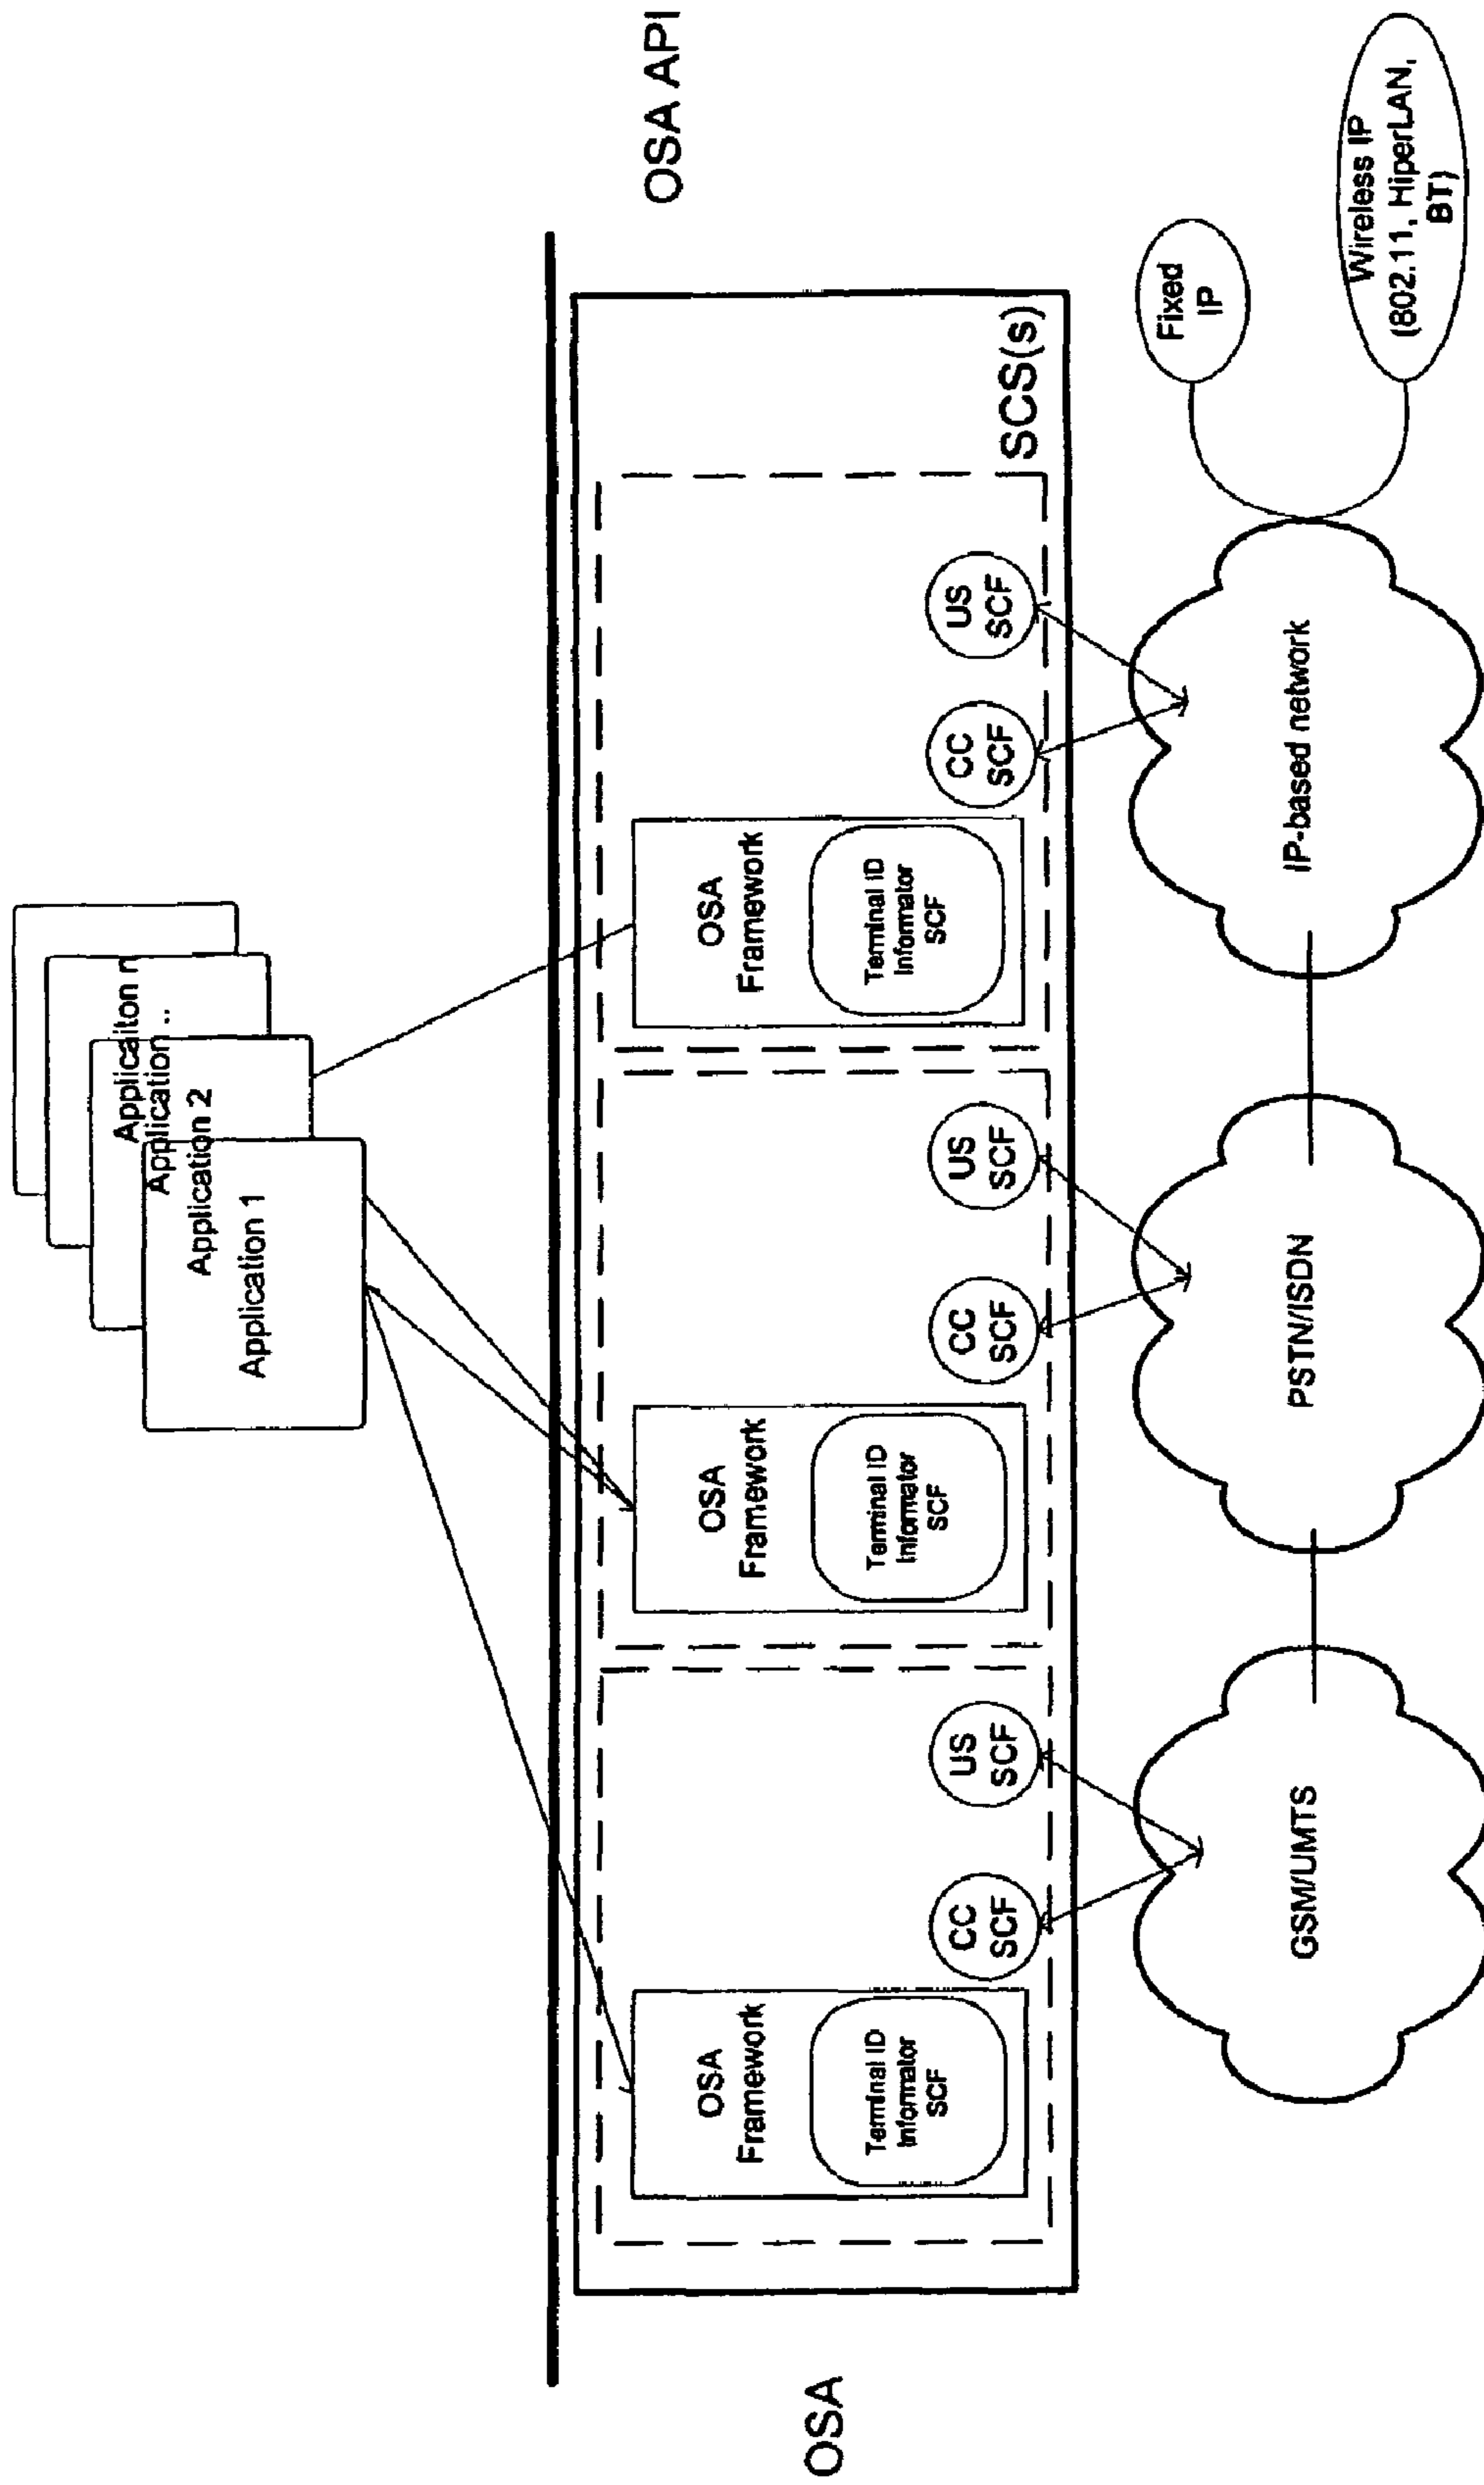 Applicaiton n
Application ..
Application 2
Application 1
OSA API
OSA
OSA
Framework
Terminal ID
Informator
SCF
CC
SCF
US
SCF
OSA
Framework
Terminal ID
Informator
SCF
CC
SCF
US
SCF
OSA
Framework
Terminal ID
Informator
SCF
CC
SCF
US
SCF
SCS(s)
GSM/UMTS
PSTN/ISDN
IP-based network
Fixed
IP
Wireless IP
(802.11, HiperLAN,
BT)